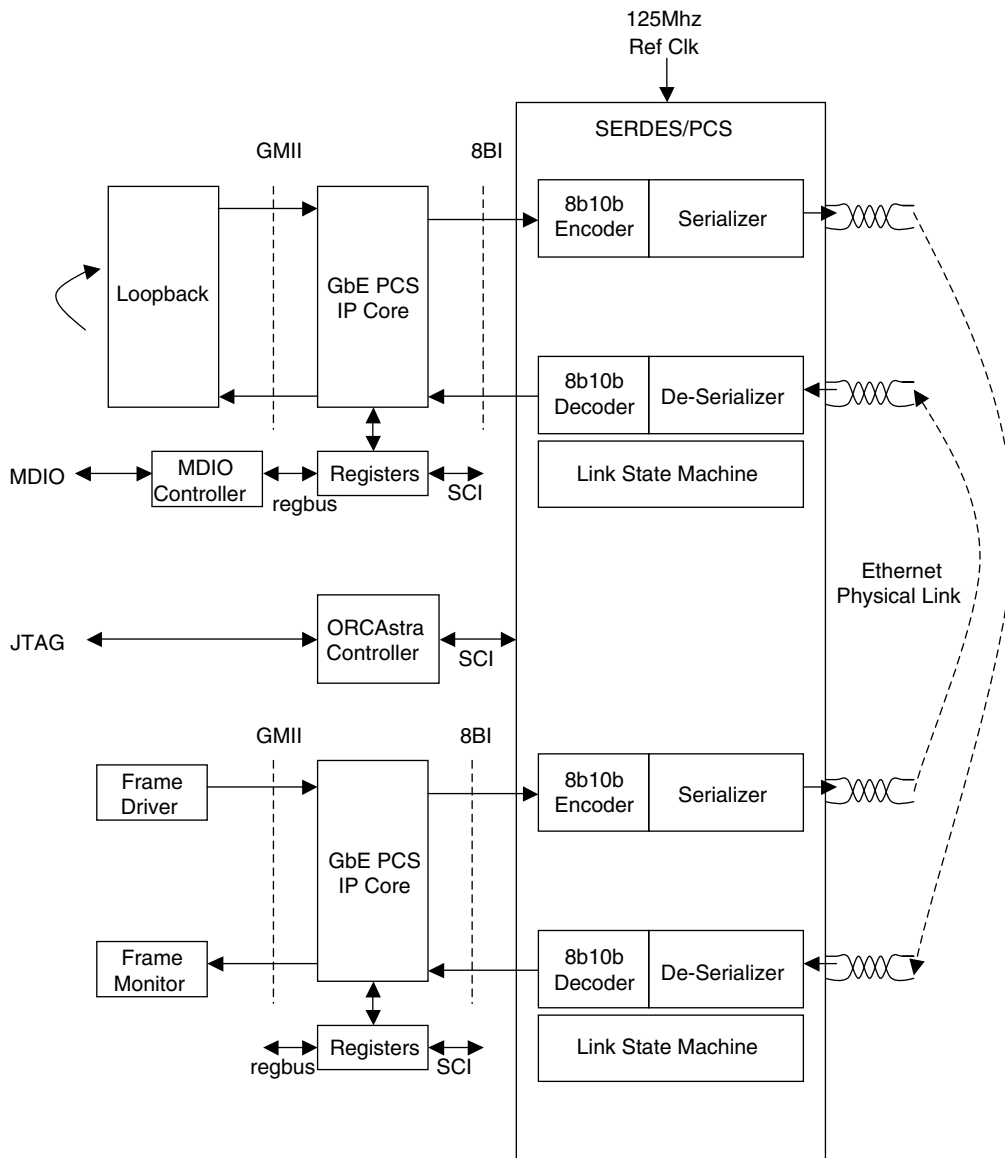 125Mhz
Ref Clk
SERDES/PCS
GMII
8BI
8b10b
Encoder
Serializer
Loopback
GbE PCS
IP Core
8b10b
Decoder
De-Serializer
MDIO
MDIO
Controller
regbus
Registers
SCI
Link State Machine
Ethernet
Physical Link
JTAG
ORCAstra
Controller
SCI
GMII
8BI
Frame
Driver
8b10b
Encoder
Serializer
GbE PCS
IP Core
Frame
Monitor
8b10b
Decoder
De-Serializer
regbus
Registers
SCI
Link State Machine